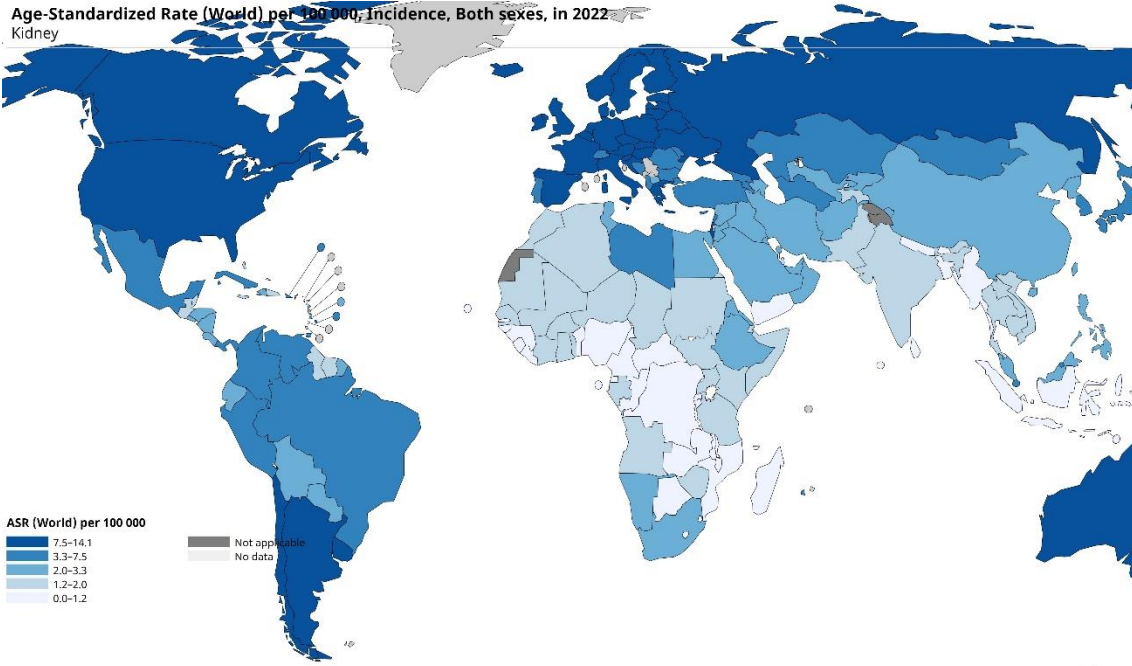 Age-Standardized Rate (World) per 100 000, Incidence, Both sexes, in 2022
Kidney
ASR (World) per 100 000
7.5–14.1
3.3–7.5
2.0–3.3
1.2–2.0
0.0–1.2
Not applicable
No data